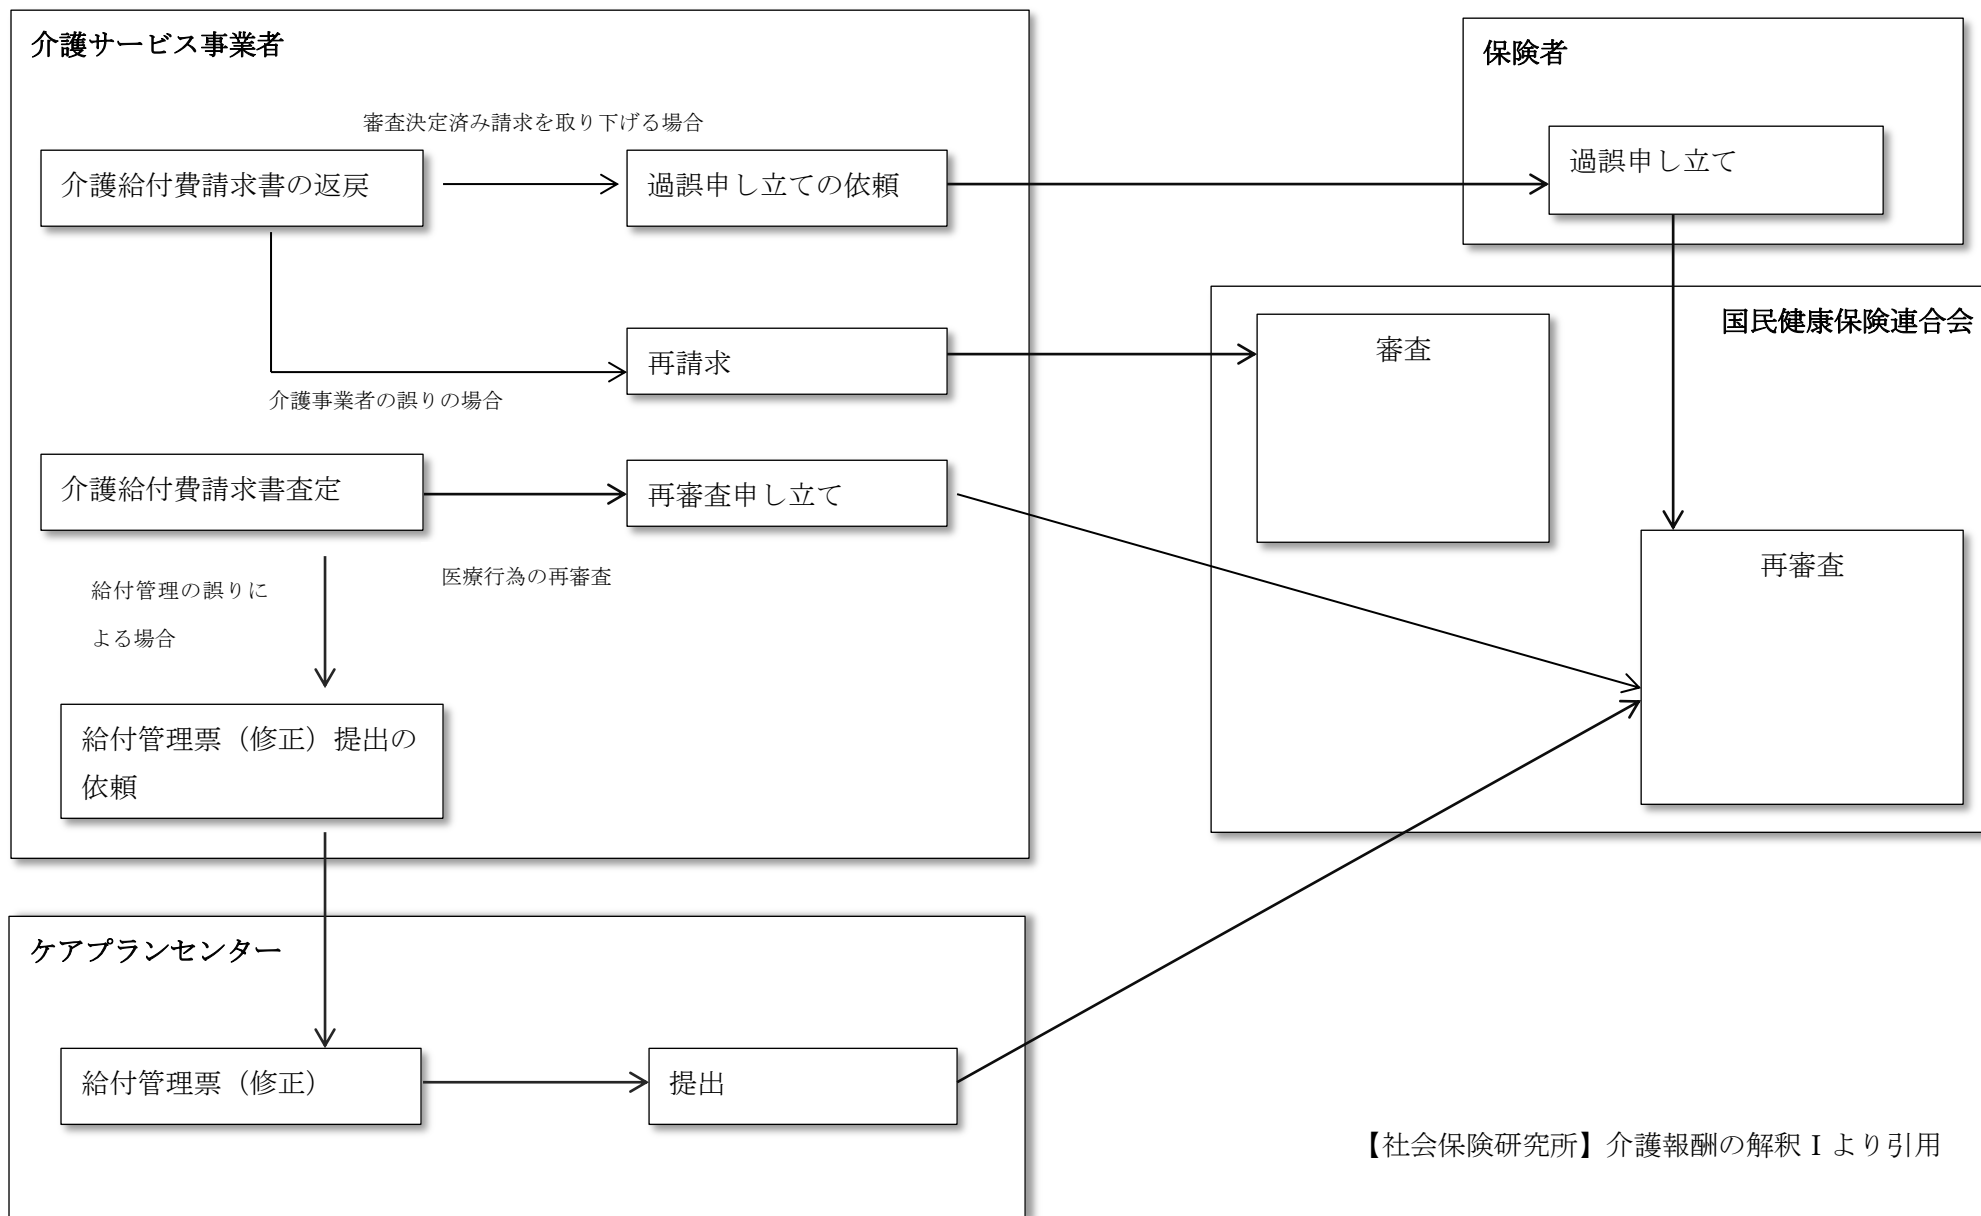 介護サービス事業者
保険者
審査決定済み請求を取り下げる場合
介護給付費請求書の返戻
過誤申し立ての依頼
過誤申し立て
国民健康保険連合会
再請求
審査
介護事業者の誤りの場合
介護給付費請求書査定
再審査申し立て
再審査
給付管理の誤りに
よる場合
医療行為の再審査
給付管理票（修正）提出の
依頼
ケアプランセンター
給付管理票（修正）
提出
【社会保険研究所】介護報酬の解釈Ⅰより引用